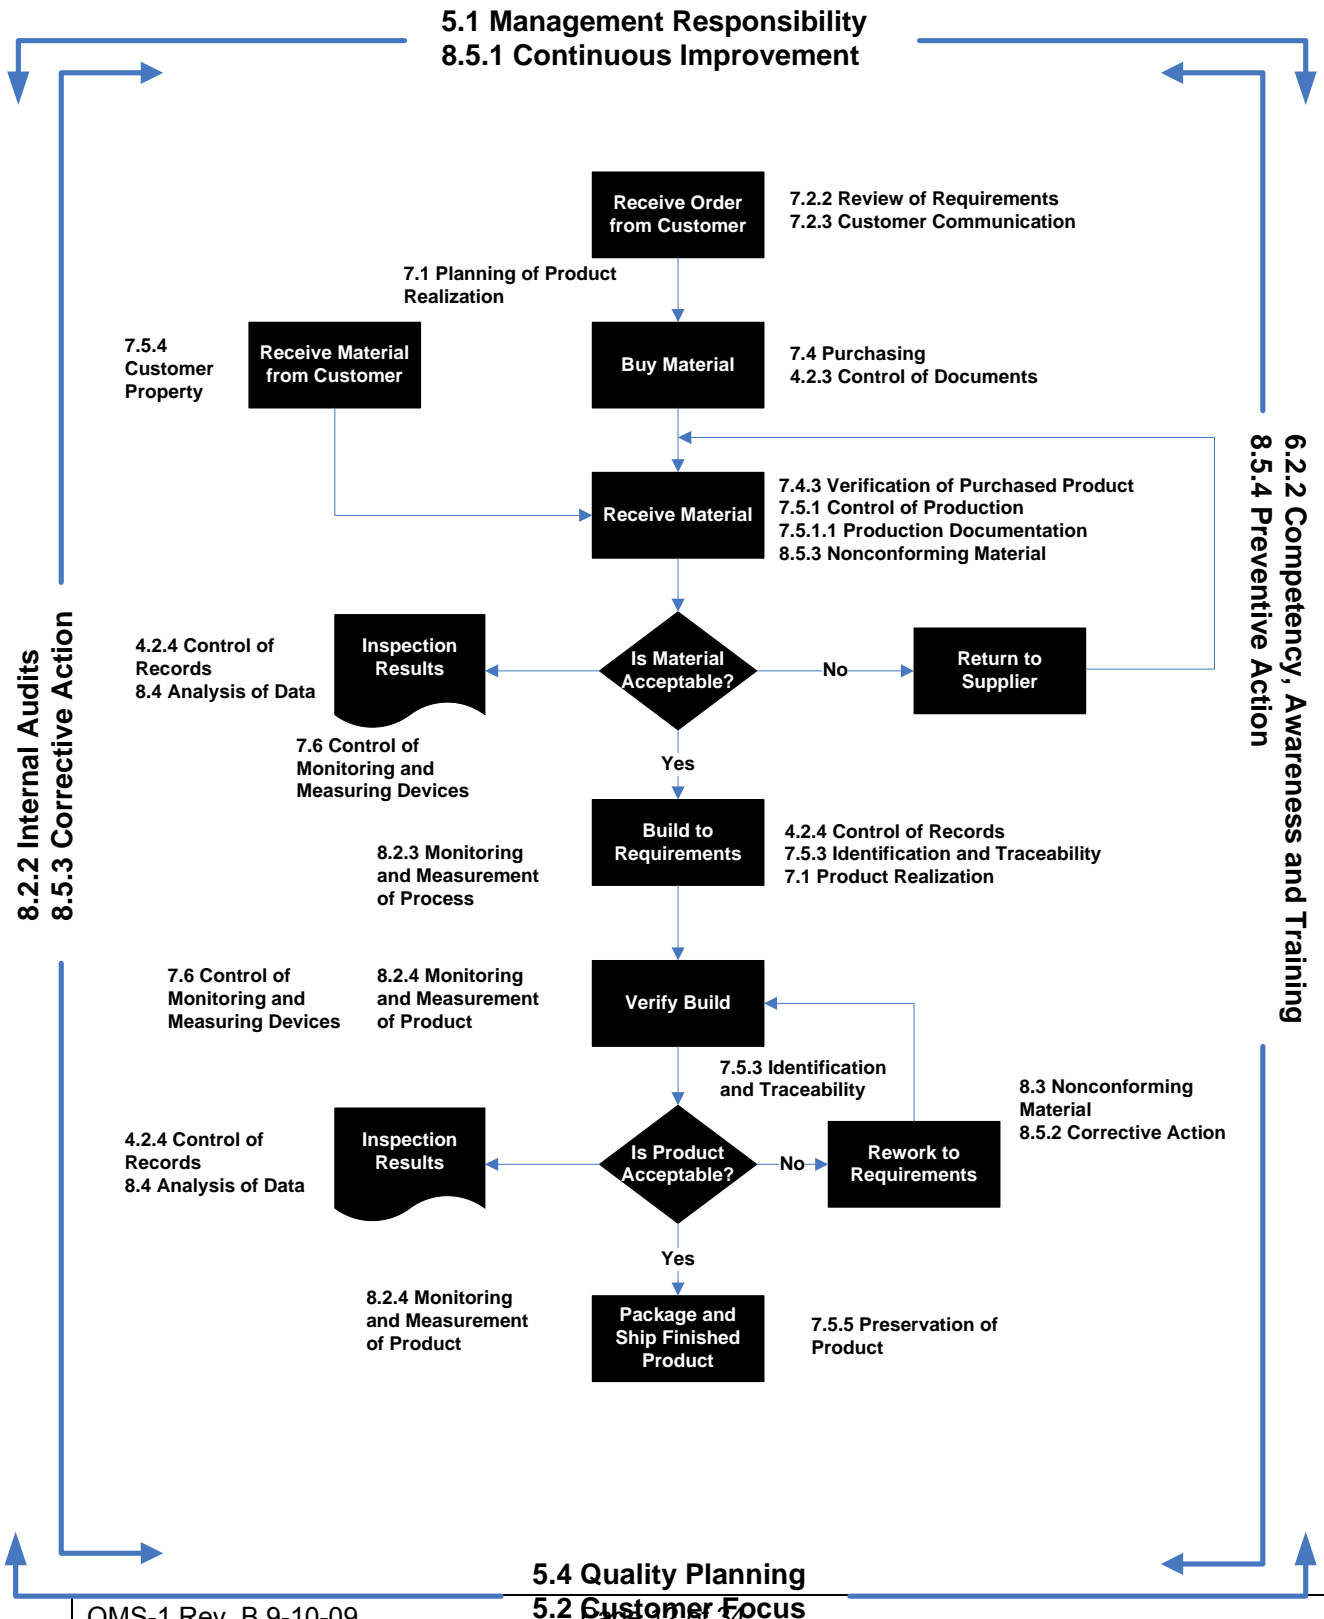 5.1 Management Responsibility
8.5.1 Continuous Improvement
Receive Order
from Customer
7.2.2 Review of Requirements
7.2.3 Customer Communication
7.1 Planning of Product
Realization
7.5.4
Customer
Property
Receive Material
from Customer
Buy Material
7.4 Purchasing
4.2.3 Control of Documents
Receive Material
7.4.3 Verification of Purchased Product
7.5.1 Control of Production
7.5.1.1 Production Documentation
8.5.3 Nonconforming Material
6.2.2 Competency, Awareness and Training
8.5.4 Preventive Action
8.2.2 Internal Audits
8.5.3 Corrective Action
4.2.4 Control of
Records
8.4 Analysis of Data
Inspection
Results
Is Material
Acceptable?
No
Return to
Supplier
7.6 Control of
Monitoring and
Measuring Devices
Yes
Build to
Requirements
4.2.4 Control of Records
7.5.3 Identification and Traceability
7.1 Product Realization
8.2.3 Monitoring
and Measurement
of Process
7.6 Control of
Monitoring and
Measuring Devices
8.2.4 Monitoring
and Measurement
of Product
Verify Build
7.5.3 Identification
and Traceability
8.3 Nonconforming
Material
8.5.2 Corrective Action
4.2.4 Control of
Records
8.4 Analysis of Data
Inspection
Results
Is Product
Acceptable?
No
Rework to
Requirements
Yes
8.2.4 Monitoring
and Measurement
of Product
Package and
Ship Finished
Product
7.5.5 Preservation of
Product
5.4 Quality Planning
5.2 Customer Focus
QMS-1 Rev. B 9-10-09